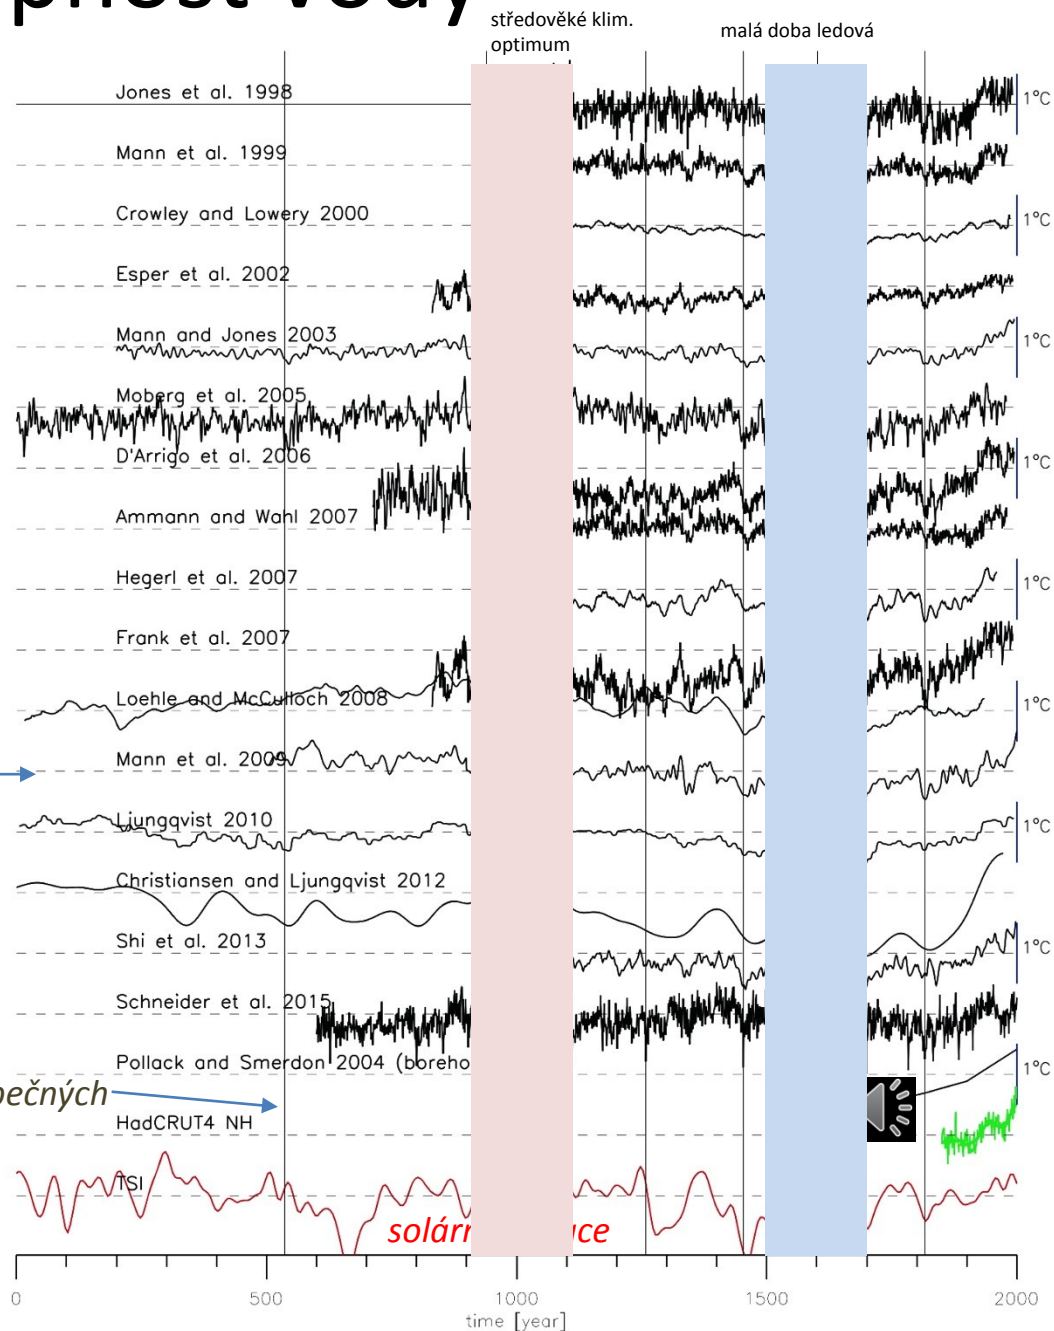 vody
středověké klim.
optimum
malá doba ledová
Jones et al. 1998
1°C
Mann et al. 1999
Crowley and Lowery 2000
1°C
Esper et al. 2002
Mann and Jones 2003
1°C
Moberg et al. 2005
D'Arrigo et al. 2006
1°C
Ammann and Wahl 2007
Hegerl et al. 2007
1°C
Frank et al. 2007
Loehle and McCulloch 2008
1°C
Mann et al. 2009
Ljungqvist 2010
1°C
Christiansen and Ljungqvist 2012
Shi et al. 2013
1°C
Schneider et al. 2015
Pollack and Smerdon 2004 (boreho
1°C
pečných
HadCRUT4 NH
TSI
solár
ce
0 500 1000 1500 2000
time [year]